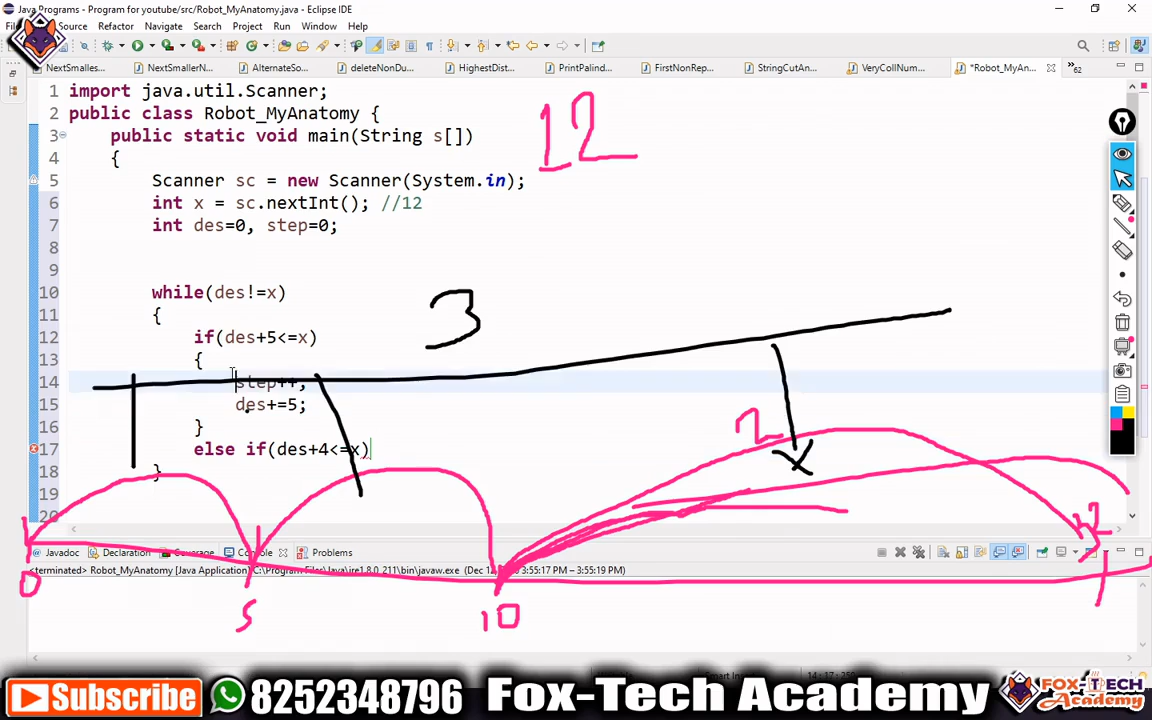 Java Programs - Program for youtube/src/Robot_MyAnatomy.java - Eclipse IDE
Source Refactor Navigate Search Project Run Window Help
NextSmalles... NextSmallerN... AlternateSo... deleteNonDu... HighestDist... PrintPalind... FirstNonRep... StringCutAn... VeryCollNum... *Robot_MyAn... 62
1 import java.util.Scanner;
2 public class Robot_MyAnatomy {
3 public static void main(String s[])
4 {
5 Scanner sc = new Scanner(System.in);
6 int x = sc.nextInt(); //12
7 int des=0, step=0;
8
9
10 while(des!=x)
11 {
12 if(des+5<=x)
13 {
14 step++;
15 des+=5;
16 }
17 else if(des+4<=x)
18 }
19
20
12
3
2
0
5
10
12
Javadoc Declaration Coverage Console Problems
<terminated> Robot_MyAnatomy [Java Application] C:\Program Files\Java\jre1.8.0_211\bin\javaw.exe (Dec 12, 2020 3:55:17 PM – 3:55:19 PM)
Subscribe 8252348796 Fox-Tech Academy
FOX-TECH
Academy